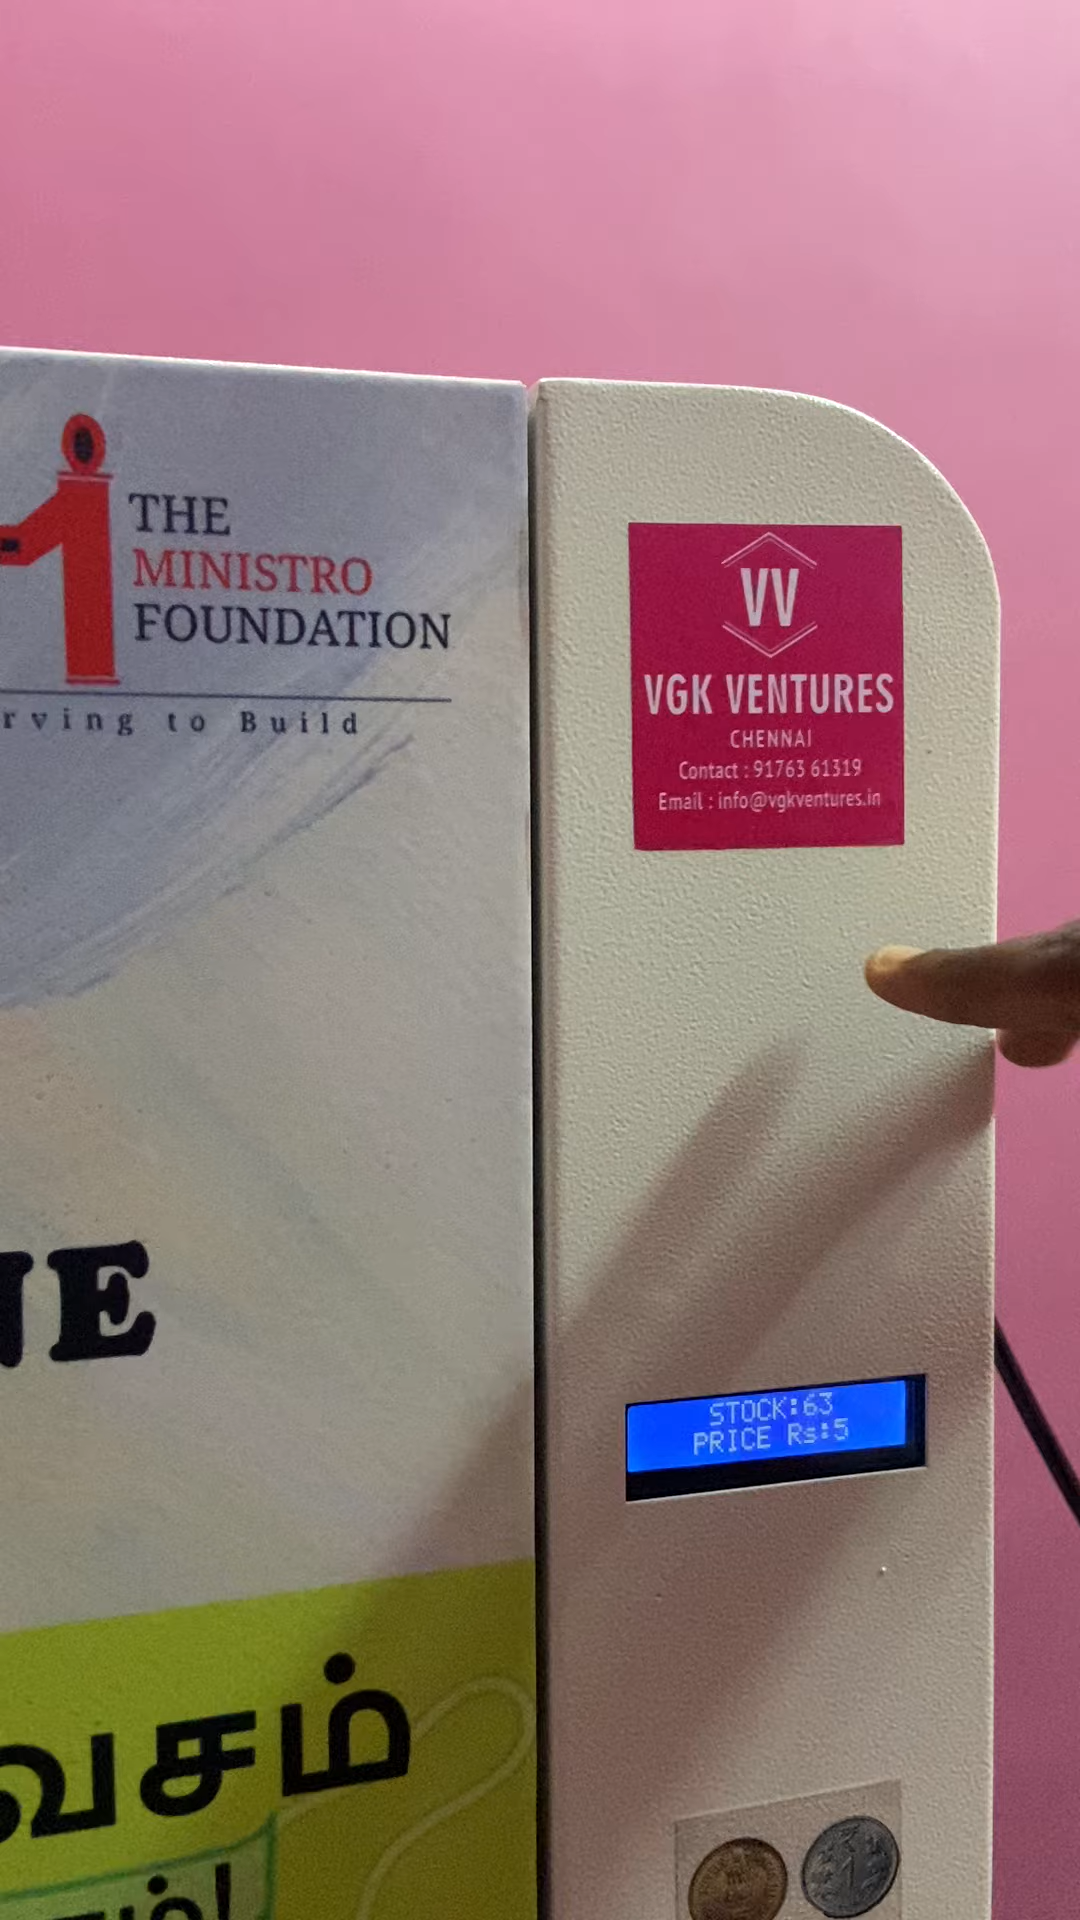 THE
MINISTRO
FOUNDATION
rving to Build
VV
VGK VENTURES
CHENNAI
Contact : 91763 61319
Email : info@vgkventures.in
NE
STOCK:63
PRICE Rs:5
வசம்